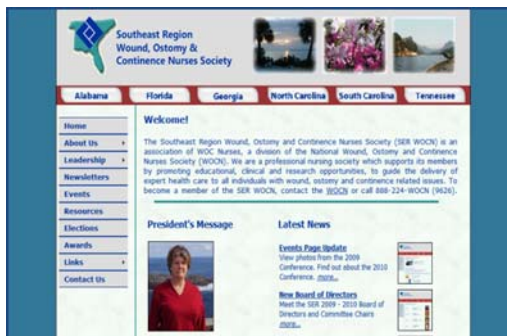 Southeast Region
Wound, Ostomy &
Continence Nurses Society
Alabama
Florida
Georgia
North Carolina
South Carolina
Tennessee
Home
About Us
Leadership
Newsletters
Events
Resources
Elections
Awards
Links
Contact Us
Welcome!
The Southeast Region Wound, Ostomy and Continence Nurses Society (SER WOCN) is an
association of WOC Nurses, a division of the National Wound, Ostomy and Continence
Nurses Society (WOCN). We are a professional nursing society which supports its members
by promoting educational, clinical and research opportunities, to guide the delivery of
expert health care to all individuals with wound, ostomy and continence related issues. To
become a member of the SER WOCN, contact the WOCN or call 888-224-WOCN (9626).
President's Message
Latest News
Events Page Update
View photos from the 2009
Conference. Find out about the 2010
Conference. more...
New Board of Directors
Meet the SER 2009 - 2010 Board of
Directors and Committee Chairs
more...